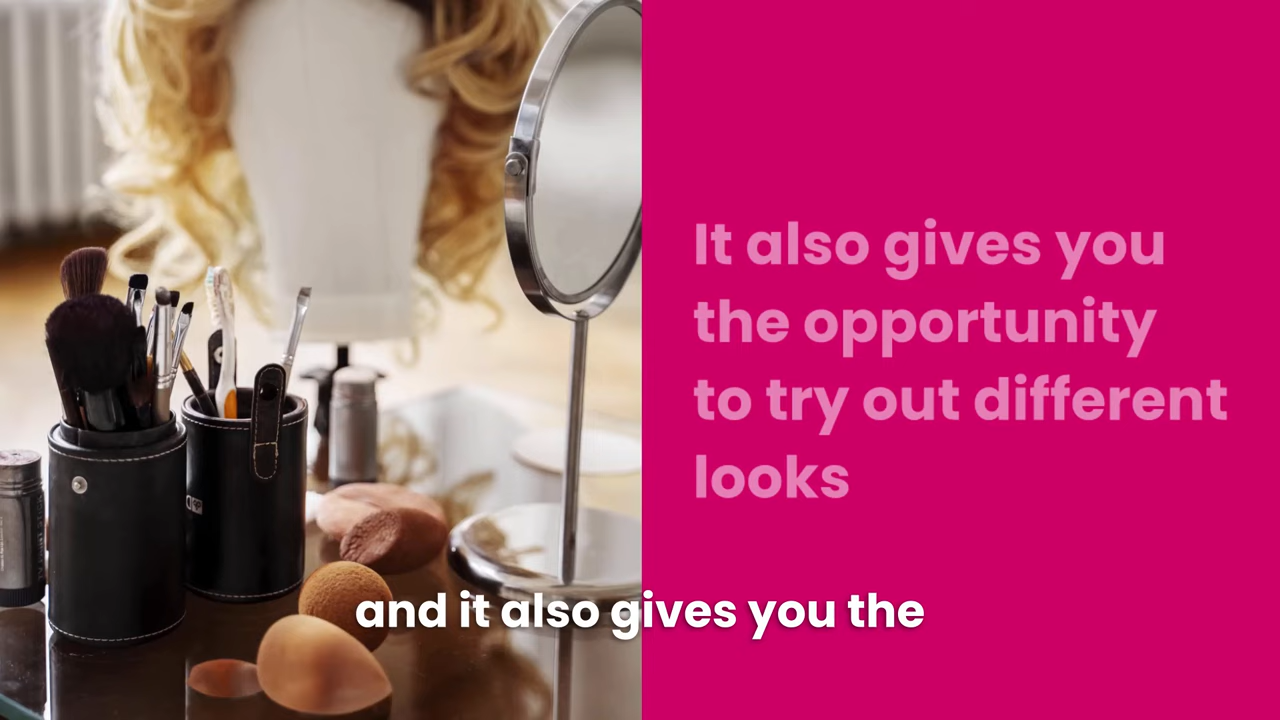 It also gives you
the opportunity
to try out different
looks
and it also gives you the